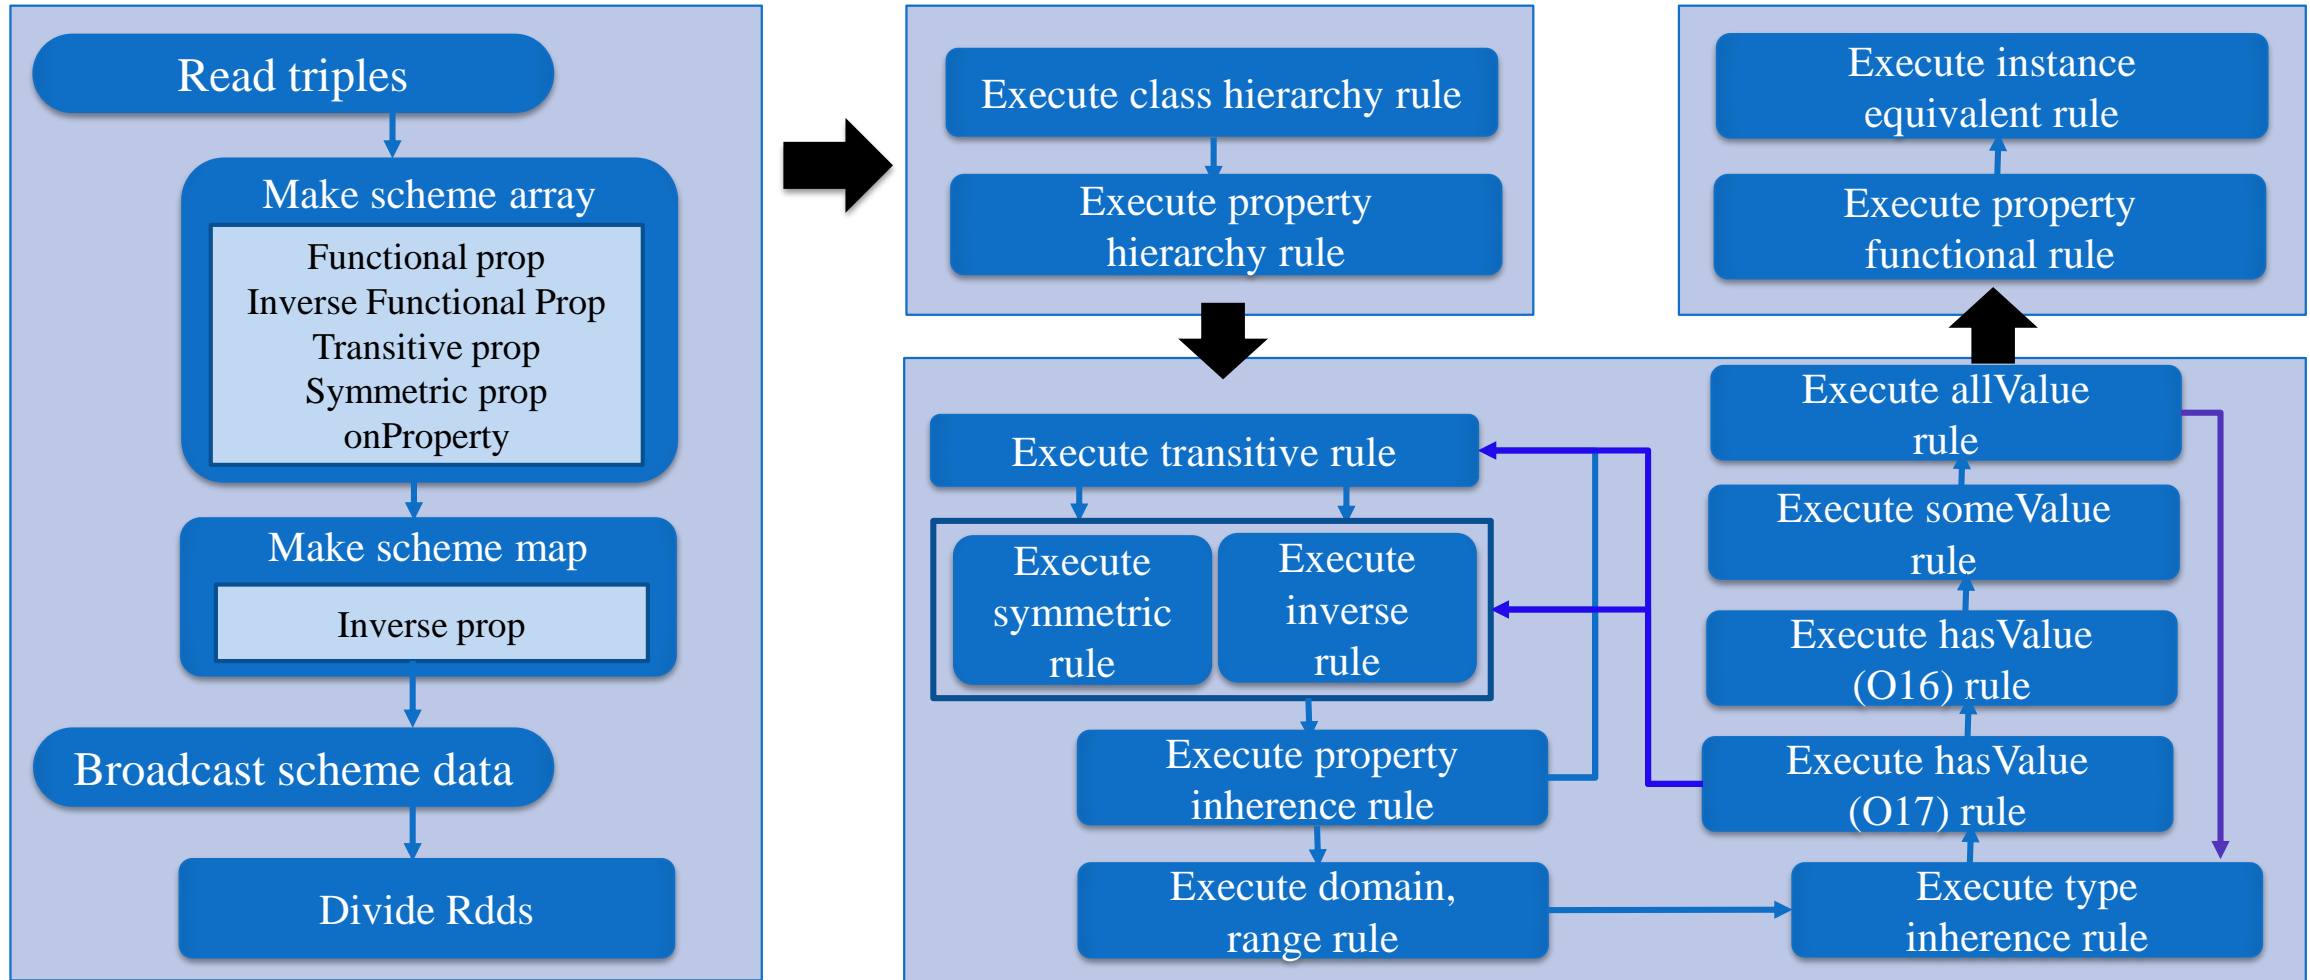 Read triples
Make scheme array
Functional prop
Inverse Functional Prop
Transitive prop
Symmetric prop
onProperty
Make scheme map
Inverse prop
Broadcast scheme data
Divide Rdds
Execute class hierarchy rule
Execute property
hierarchy rule
Execute transitive rule
Execute
symmetric
rule
Execute
inverse
rule
Execute property
inherence rule
Execute domain,
range rule
Execute type
inherence rule
Execute hasValue
(O17) rule
Execute hasValue
(O16) rule
Execute someValue
rule
Execute allValue
rule
Execute property
functional rule
Execute instance
equivalent rule